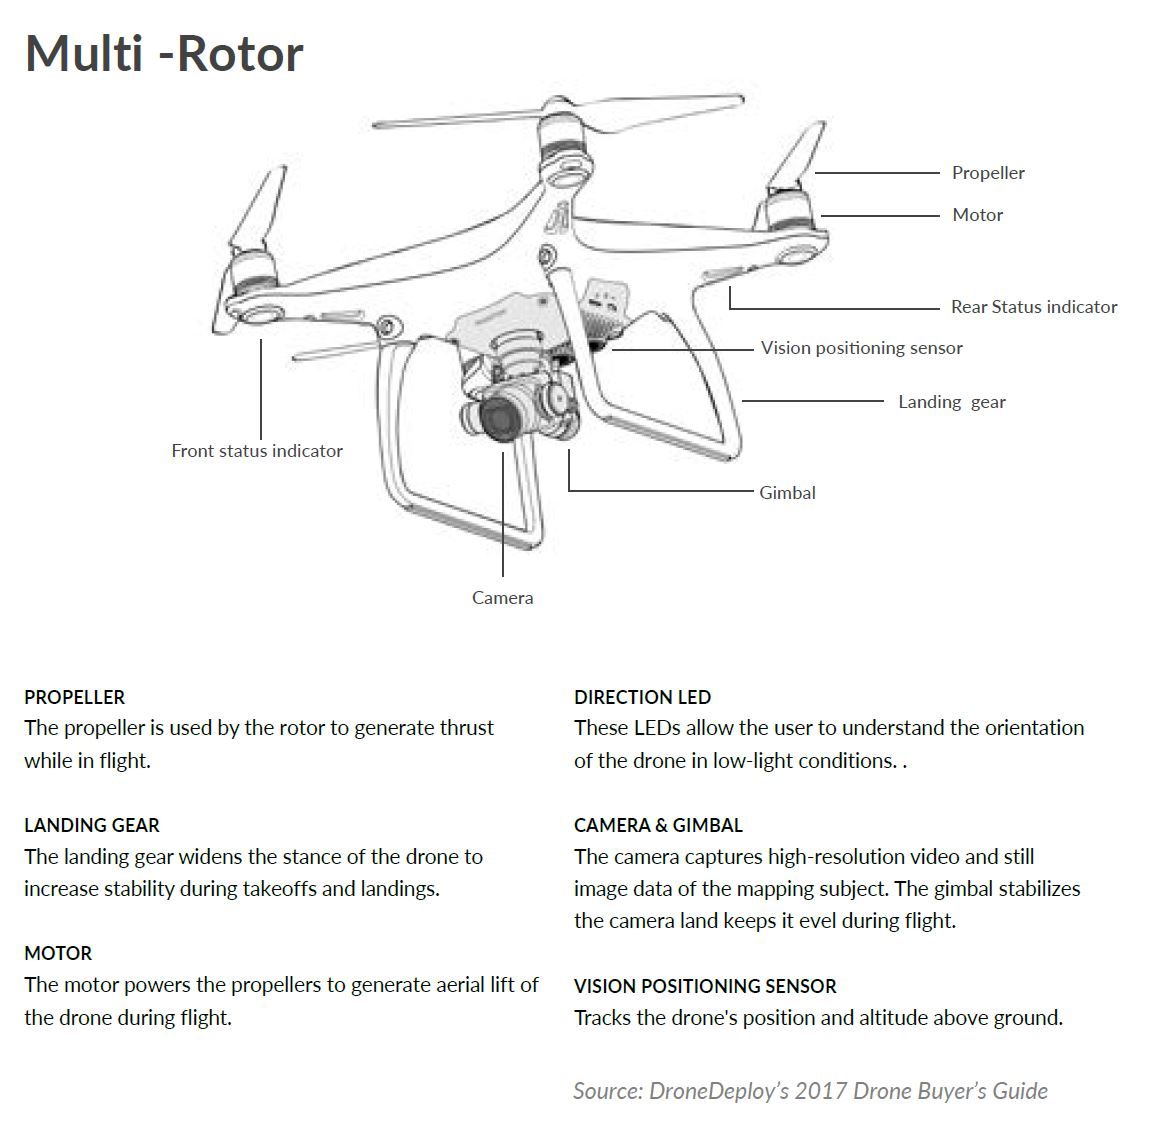 Multi -Rotor
Propeller
Motor
Rear Status indicator
Vision positioning sensor
Landing  gear
Front status indicator
Gimbal
Camera
PROPELLER
The propeller is used by the rotor to generate thrust
while in flight.
LANDING GEAR
The landing gear widens the stance of the drone to
increase stability during takeoffs and landings.
MOTOR
The motor powers the propellers to generate aerial lift of
the drone during flight.
DIRECTION LED
These LEDs allow the user to understand the orientation
of the drone in low-light conditions. .
CAMERA & GIMBAL
The camera captures high-resolution video and still
image data of the mapping subject. The gimbal stabilizes
the camera land keeps it evel during flight.
VISION POSITIONING SENSOR
Tracks the drone's position and altitude above ground.
Source: DroneDeploy’s 2017 Drone Buyer’s Guide